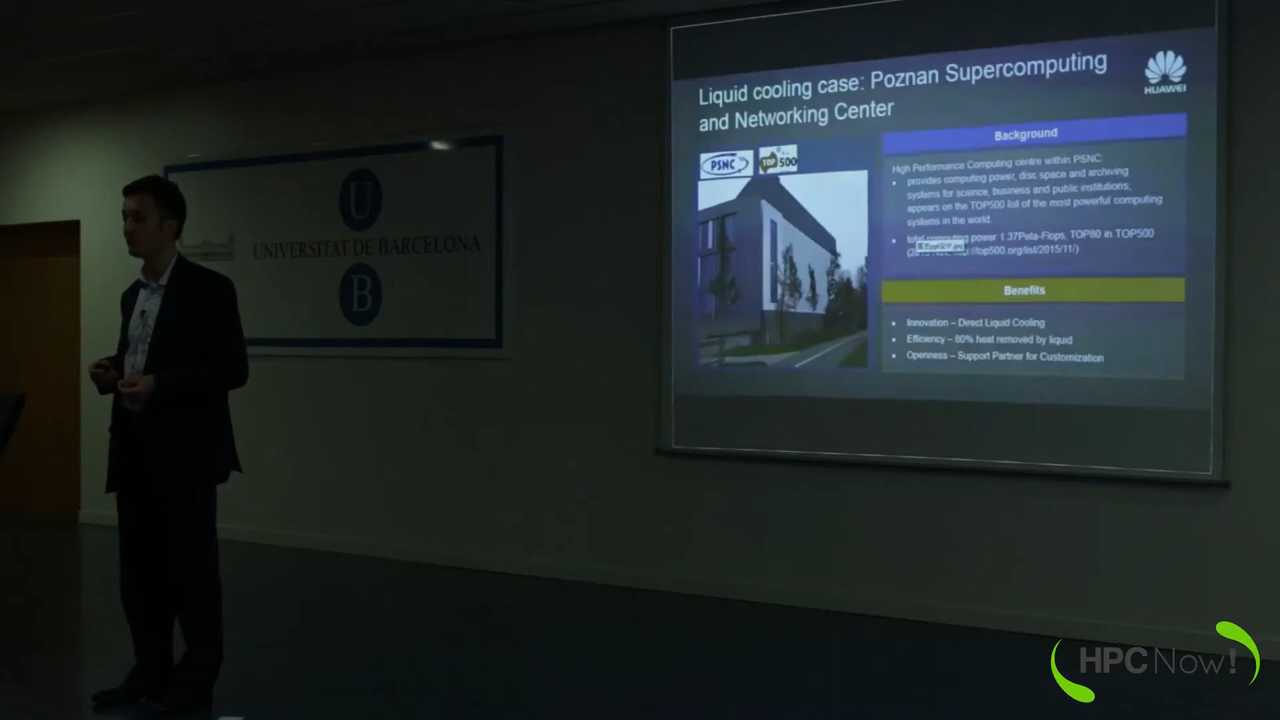 Liquid cooling case: Poznan Supercomputing
and Networking Center
HUAWEI
PSNC
TOP 500
Background
High Performance Computing centre within PSNC:
• provides computing power, disc space and archiving
systems for science, business and public institutions;
appears on the TOP500 list of the most powerful computing
systems in the world.
• total computing power 1.37Peta-Flops, TOP80 in TOP500
top500.org/list/2015/11/)
Benefits
• Innovation – Direct Liquid Cooling
• Efficiency – 80% heat removed by liquid
• Openness – Support Partner for Customization
U
UNIVERSITAT DE BARCELONA
B
HPC Now!